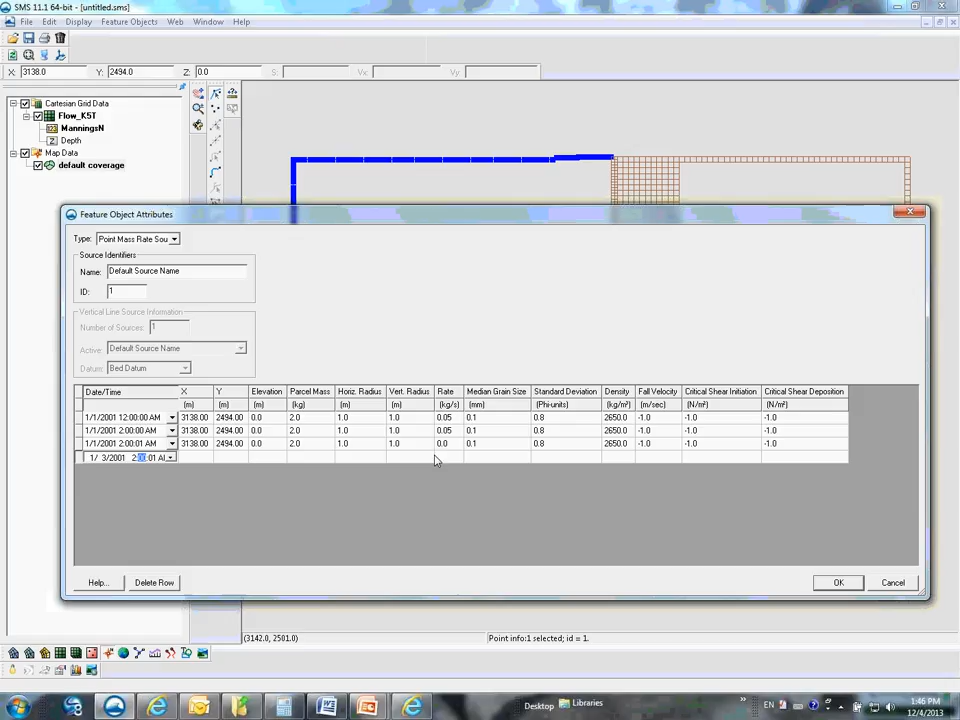 SMS 11.1 64-bit - [untitled.sms]
File Edit Display Feature Objects Web Window Help
X: 3138.0 Y: 2494.0 Z: 0.0 S: Vx: Vy:
Cartesian Grid Data
Flow_K5T
ManningsN
Depth
Map Data
default coverage
Feature Object Attributes
Type: Point Mass Rate Sou
Source Identifiers
Name: Default Source Name
ID: 1
Vertical Line Source Information
Number of Sources: 1
Active: Default Source Name
Datum: Bed Datum
Date/Time X Y Elevation Parcel Mass Horiz. Radius Vert. Radius Rate Median Grain Size Standard Deviation Density Fall Velocity Critical Shear Initiation Critical Shear Deposition
(m) (m) (m) (kg) (m) (m) (kg/s) (mm) (Phi-units) (kg/m³) (m/sec) (N/m²) (N/m²)
1/1/2001 12:00:00 AM 3138.00 2494.00 0.0 2.0 1.0 1.0 0.05 0.1 0.8 2650.0 -1.0 -1.0 -1.0
1/1/2001 2:00:00 AM 3138.00 2494.00 0.0 2.0 1.0 1.0 0.05 0.1 0.8 2650.0 -1.0 -1.0 -1.0
1/1/2001 2:00:01 AM 3138.00 2494.00 0.0 2.0 1.0 1.0 0.0 0.1 0.8 2650.0 -1.0 -1.0 -1.0
1/ 3/2001 2:00:01 AI
Help... Delete Row OK Cancel
(3142.0, 2501.0) Point info:1 selected; id = 1.
Desktop Libraries » EN 1:46 PM
12/4/2013